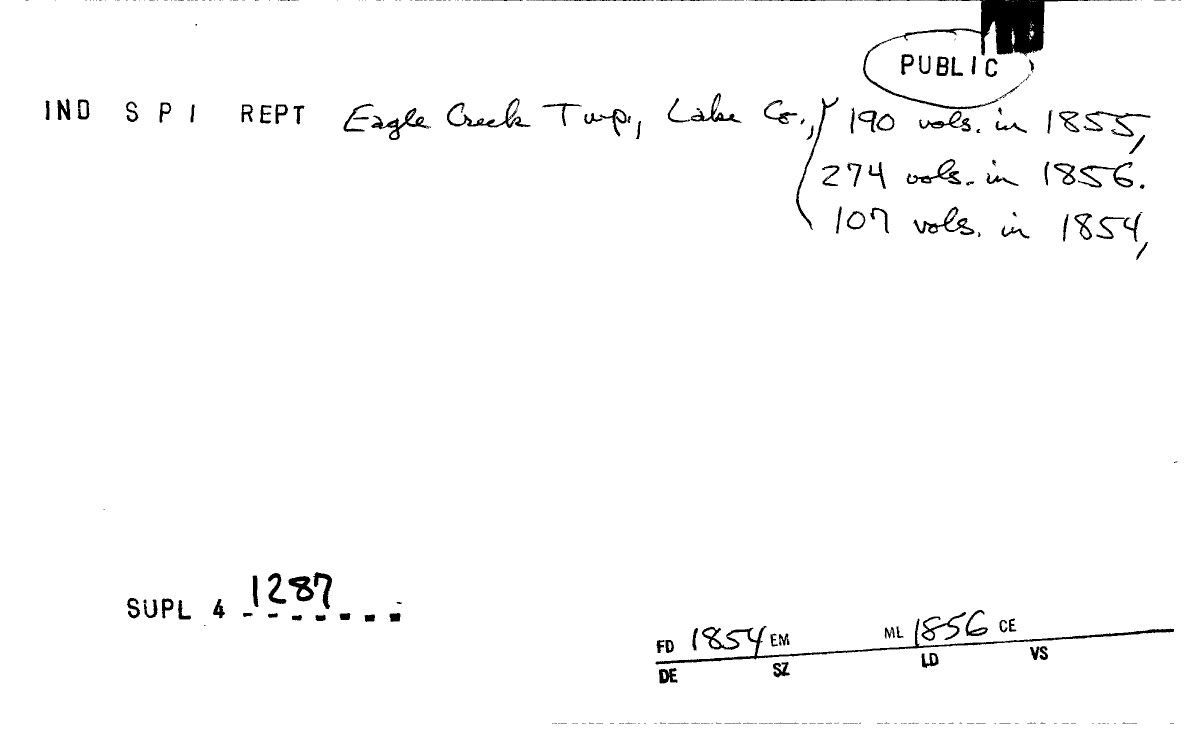 PUBLIC
IND S P I REPT Eagle Creek Twp., Lake Co., 190 vols. in 1855,
274 vols. in 1856.
107 vols. in 1854,
SUPL 4 1287
FD 1854 EM ML 1856 CE
DE SZ LD VS